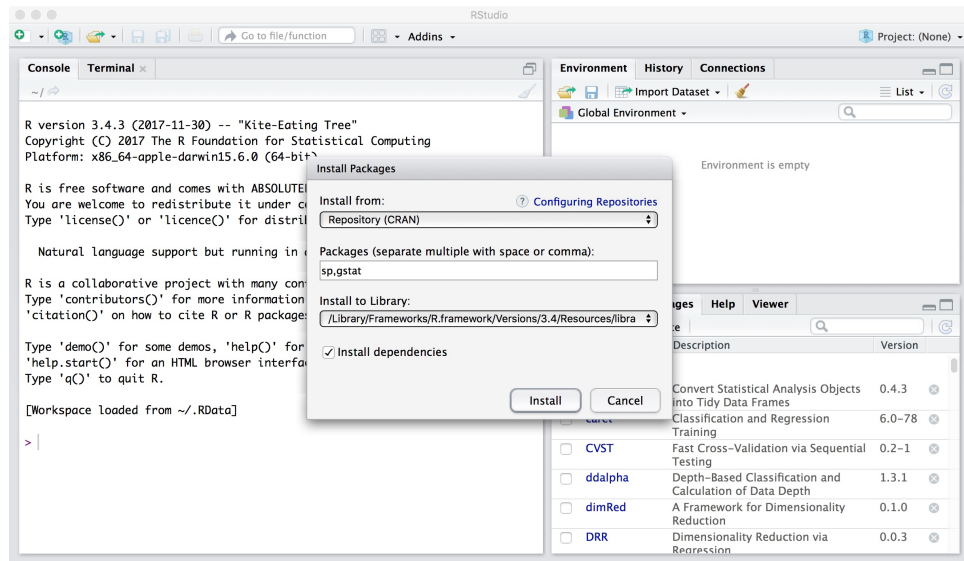 RStudio
Go to file/function
Addins
Project: (None)
Console Terminal
~/
R version 3.4.3 (2017-11-30) -- "Kite-Eating Tree"
Copyright (C) 2017 The R Foundation for Statistical Computing
Platform: x86_64-apple-darwin15.6.0 (64-bit)
R is free software and comes with ABSOLUTE
You are welcome to redistribute it under
Type 'license()' or 'licence()' for
Natural language support but running in
R is a collaborative project with many
Type 'contributors()' for more information
'citation()' on how to cite R or R packages
Type 'demo()' for some demos, 'help()' for
'help.start()' for an HTML browser
Type 'q()' to quit R.
[Workspace loaded from ~/.RData]
>
Install Packages
Install from:
? Configuring Repositories
Repository (CRAN)
Packages (separate multiple with space or comma):
sp,gstat
Install to Library:
/Library/Frameworks/R.framework/Versions/3.4/Resources/libra
Install dependencies
Install Cancel
Environment History Connections
Import Dataset
List
Global Environment
Environment is empty
Help Viewer
Description Version
Convert Statistical Analysis Objects into Tidy Data Frames 0.4.3
caret Classification and Regression Training 6.0-78
CVST Fast Cross-Validation via Sequential Testing 0.2-1
ddalpha Depth-Based Classification and Calculation of Data Depth 1.3.1
dimRed A Framework for Dimensionality Reduction 0.1.0
DRR Dimensionality Reduction via Regression 0.0.3